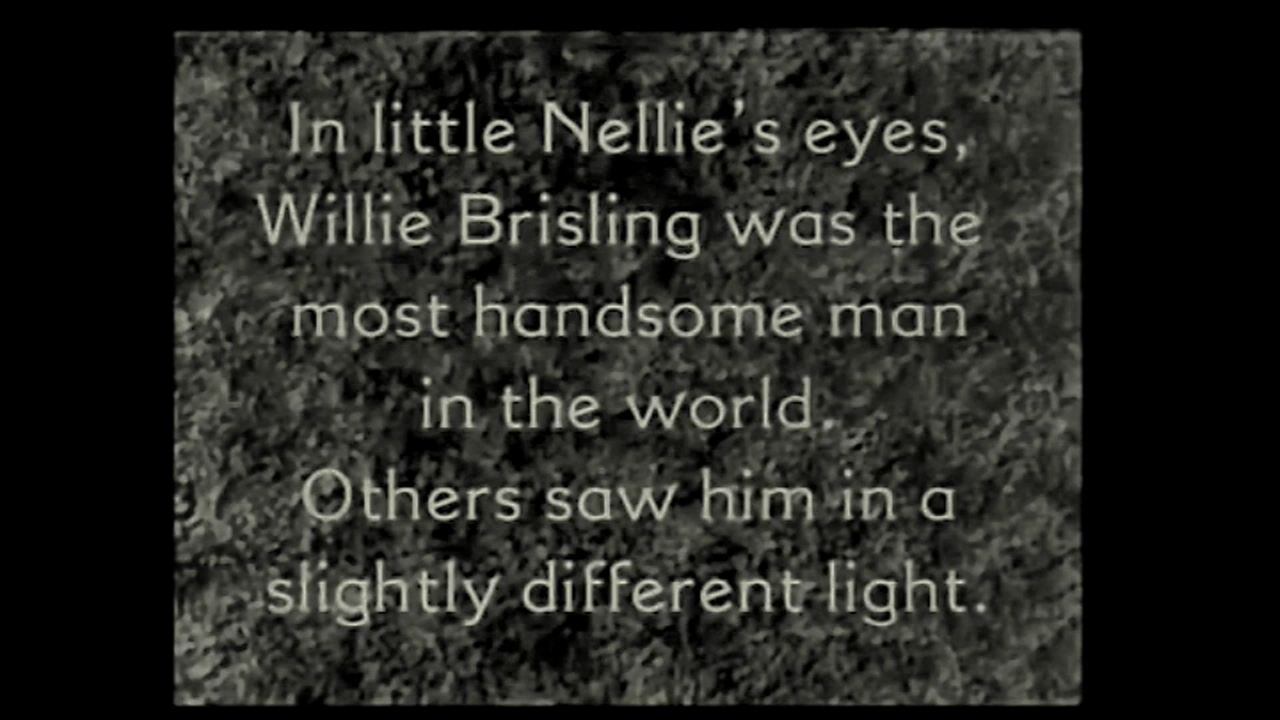 In little Nellie's eyes,
Willie Brisling was the
most handsome man
in the world.
Others saw him in a
slightly different light.